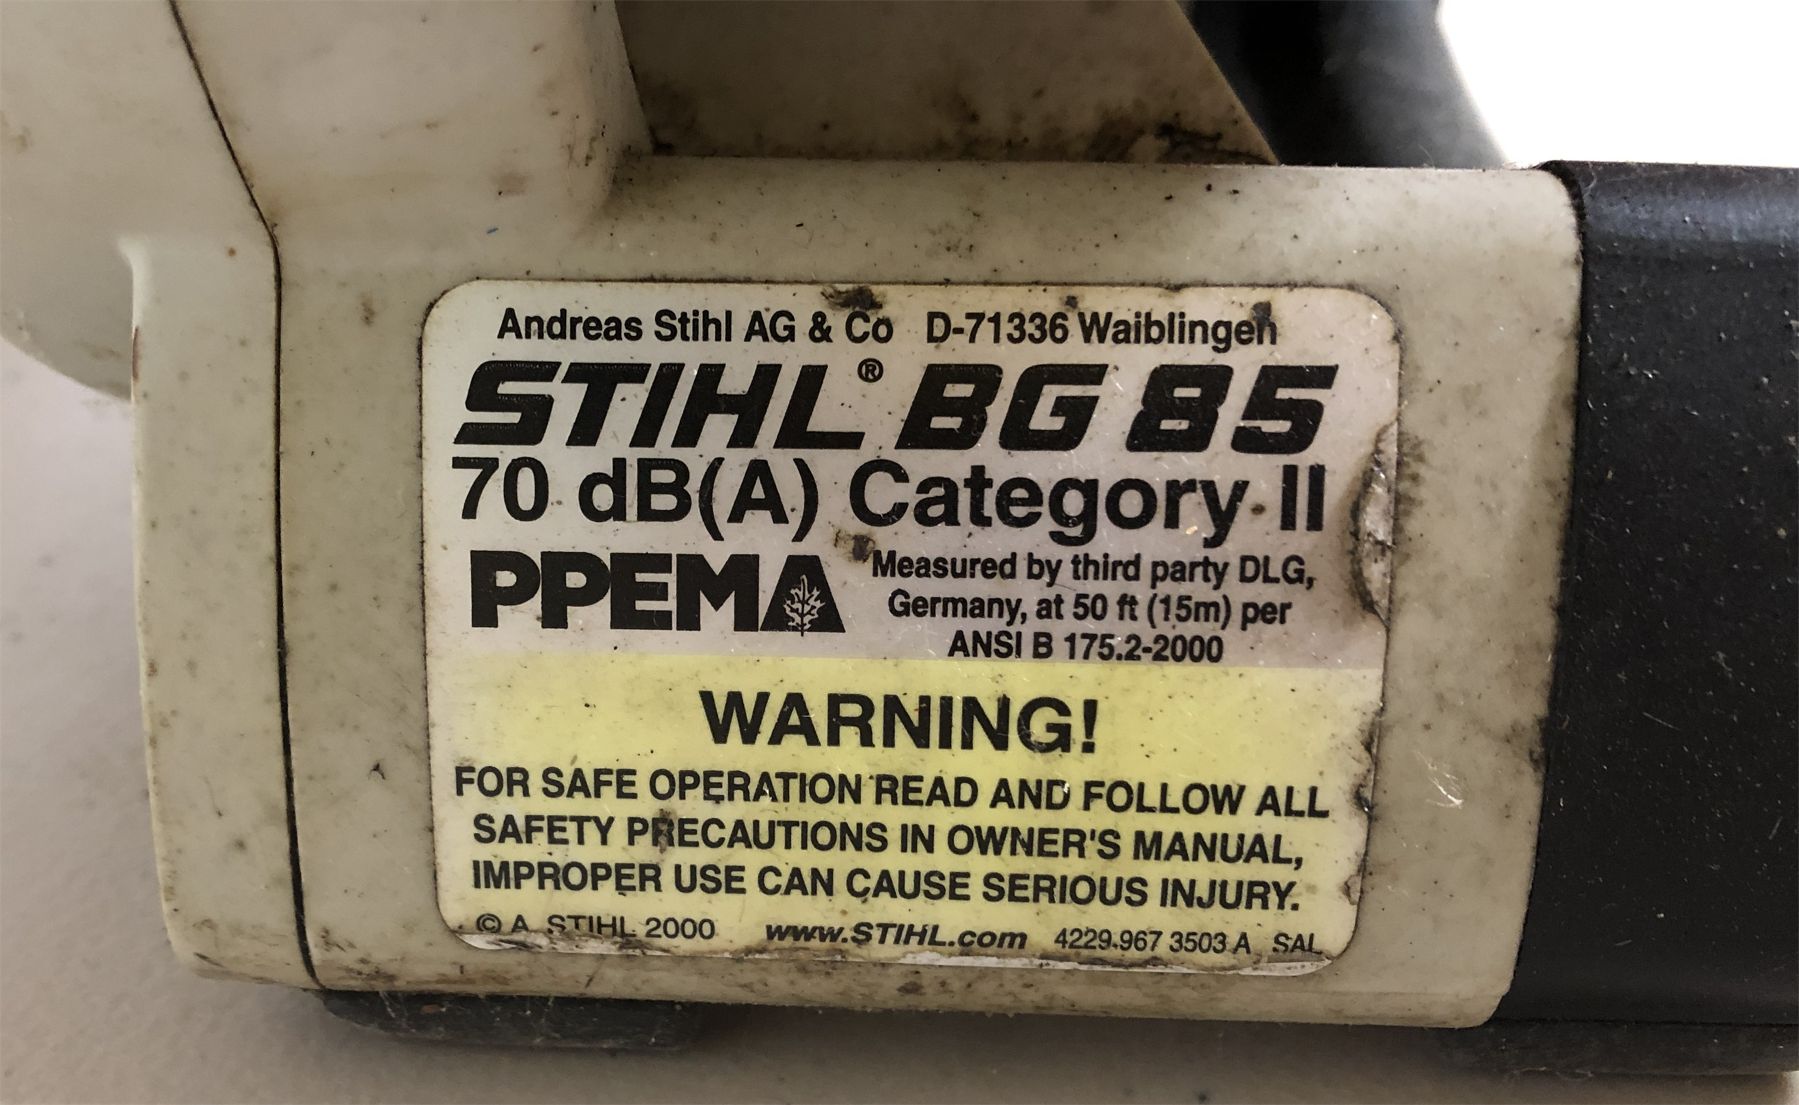 Andreas Stihl AG & Co D-71336 Waiblingen
STIHL® BG 85
70 dB(A) Category II
PPEMA
Measured by third party DLG,
Germany, at 50 ft (15m) per
ANSI B 175.2-2000
WARNING!
FOR SAFE OPERATION READ AND FOLLOW ALL
SAFETY PRECAUTIONS IN OWNER'S MANUAL,
IMPROPER USE CAN CAUSE SERIOUS INJURY.
© A. STIHL 2000 www.STIHL.com 4229.967 3503 A SAL